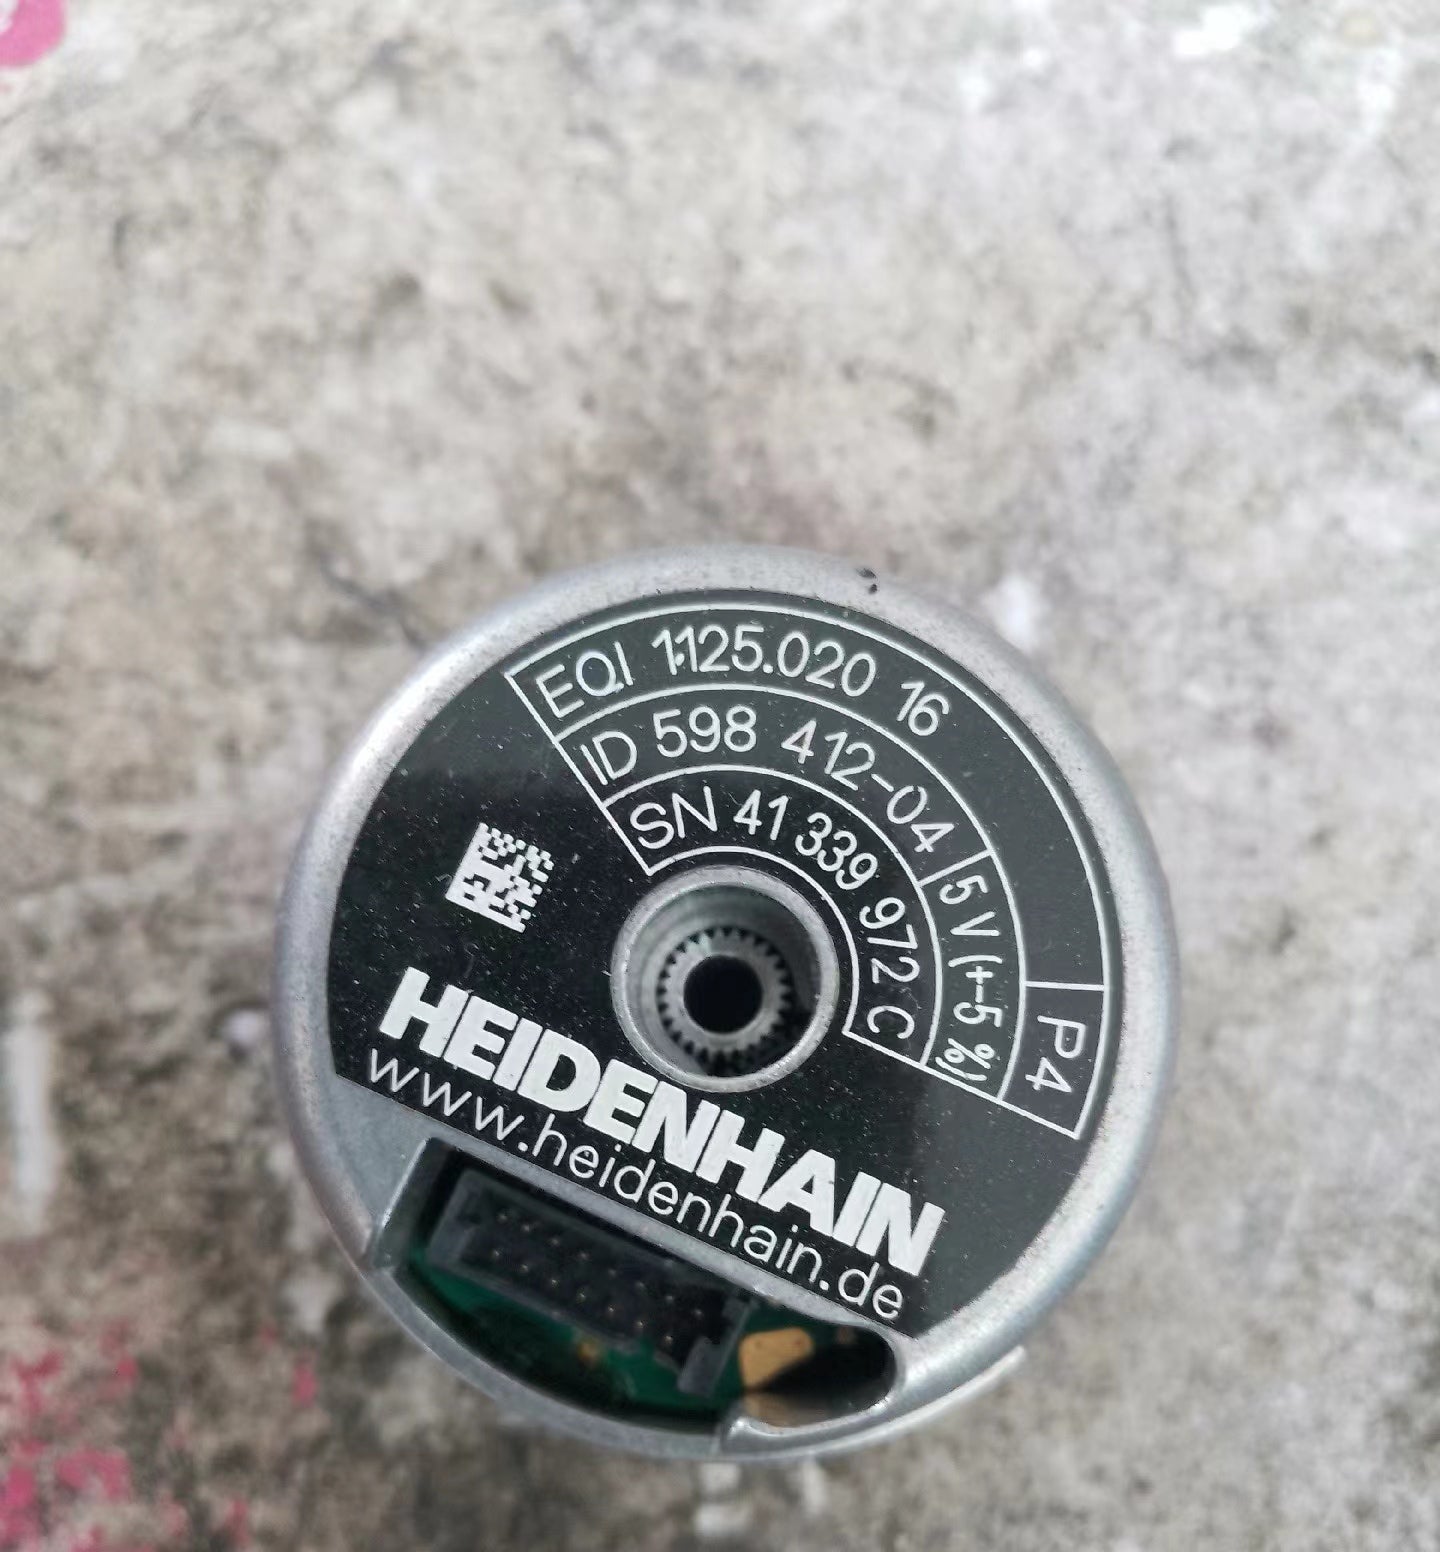 EQI 1125.020 16
P4
ID 598 412-04
5 V (+-5 %)
SN 41 339 972 C
HEIDENHAIN
www.heidenhain.de